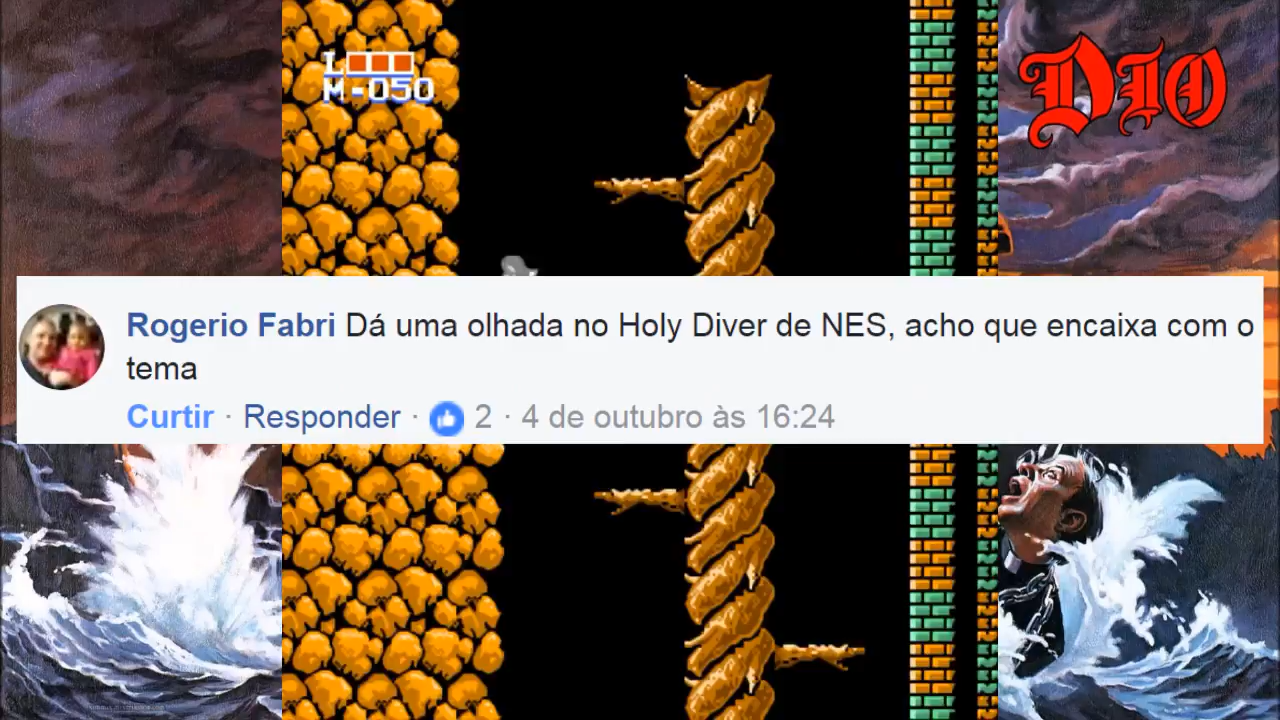 L
M-050
DIO
Rogerio Fabri Dá uma olhada no Holy Diver de NES, acho que encaixa com o
tema
Curtir · Responder · 2 · 4 de outubro às 16:24